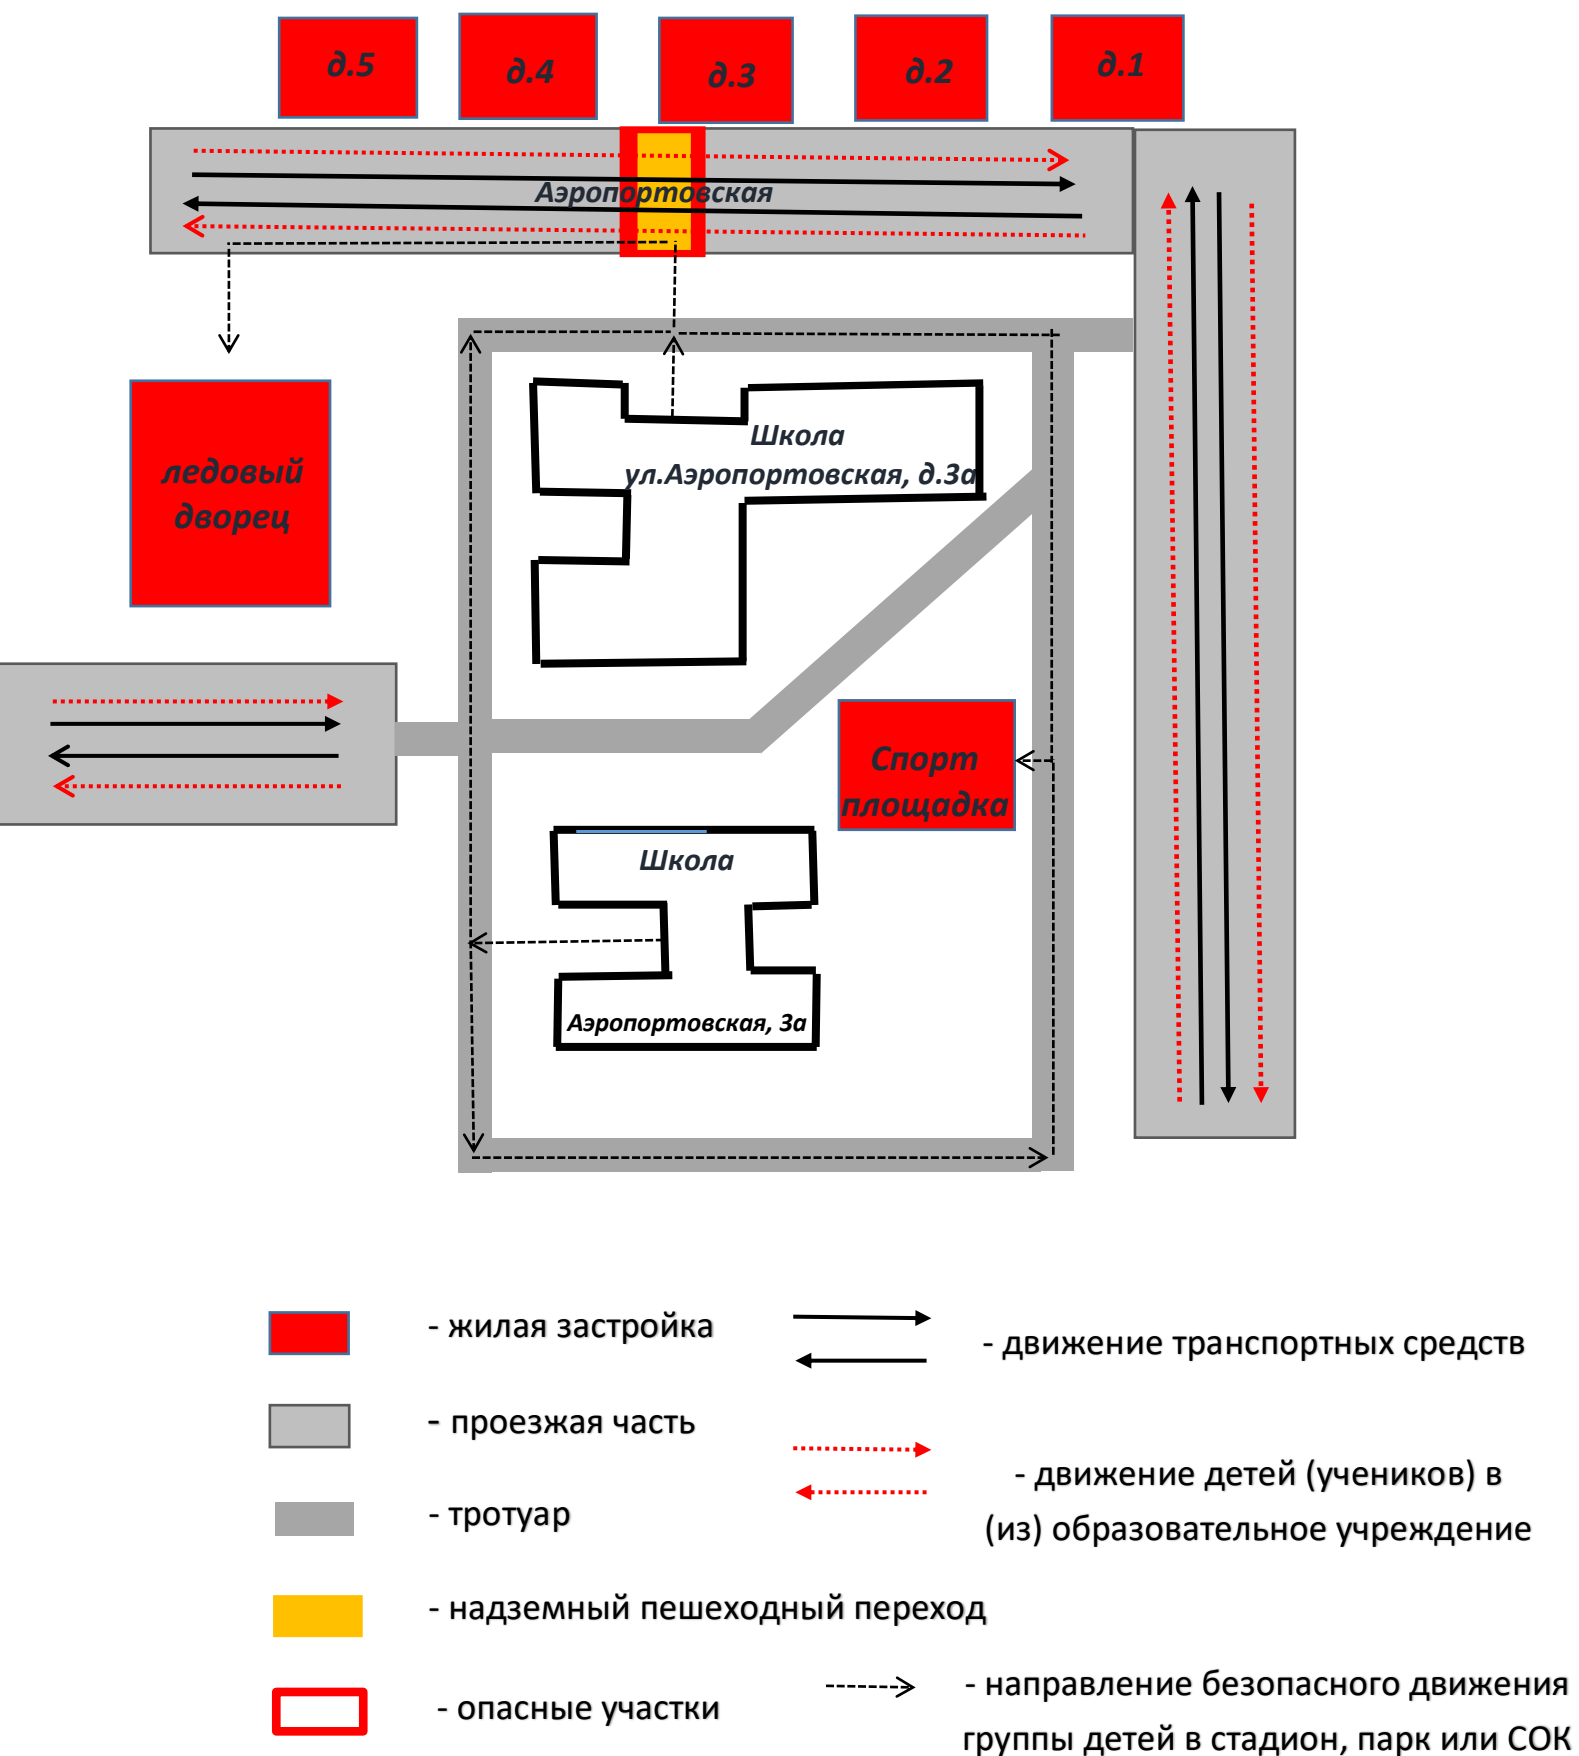 д.5
д.4
д.3
д.2
д.1
Аэропортовская
Школа
ул.Аэропортовская, д.3а
ледовый
дворец
Спорт
площадка
Школа
Аэропортовская, 3а
- жилая застройка
- движение транспортных средств
- проезжая часть
- движение детей (учеников) в
(из) образовательное учреждение
- тротуар
- надземный пешеходный переход
- опасные участки
- направление безопасного движения
группы детей в стадион, парк или СОК